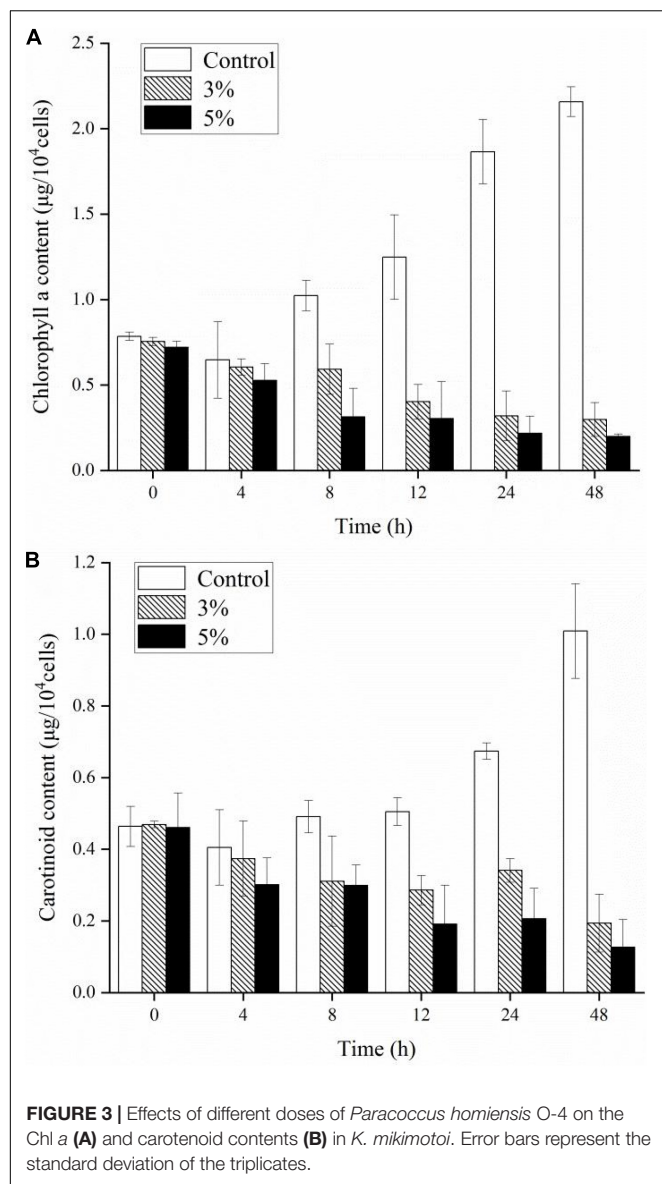 A
Control
3%
5%
Chlorophyll a content (μg/10⁴cells)
2.5
2.0
1.5
1.0
0.5
0.0
0 4 8 12 24 48
Time (h)
B
Control
3%
5%
Carotinoid content (μg/10⁴cells)
1.2
1.0
0.8
0.6
0.4
0.2
0.0
0 4 8 12 24 48
Time (h)
FIGURE 3 | Effects of different doses of Paracoccus homiensis O-4 on the
Chl a (A) and carotenoid contents (B) in K. mikimotoi. Error bars represent the
standard deviation of the triplicates.